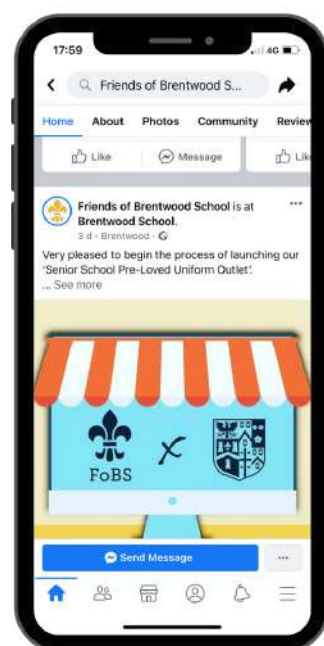 17:59
4G
Friends of Brentwood S...
Home About Photos Community Review
Like Message Lik
Friends of Brentwood School is at
Brentwood School.
3 d · Brentwood ·
Very pleased to begin the process of launching our
'Senior School Pre-Loved Uniform Outlet'.
... See more
FoBS
Send Message